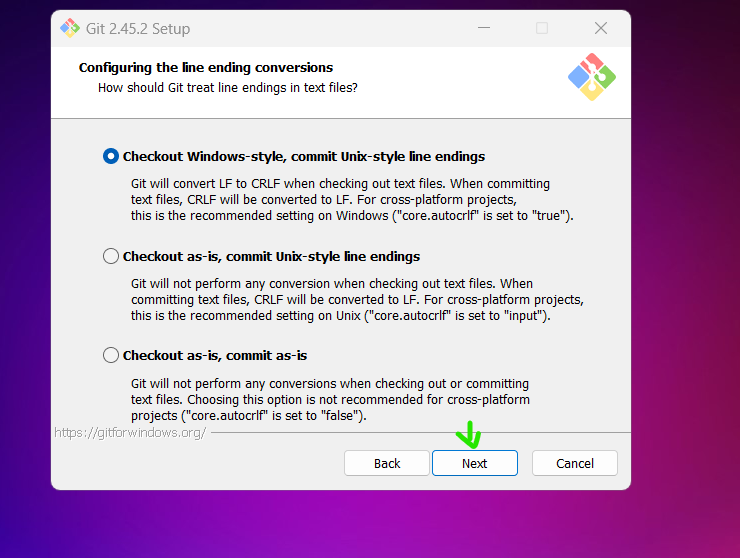 Git 2.45.2 Setup
Configuring the line ending conversions
How should Git treat line endings in text files?
Checkout Windows-style, commit Unix-style line endings
Git will convert LF to CRLF when checking out text files. When committing
text files, CRLF will be converted to LF. For cross-platform projects,
this is the recommended setting on Windows ("core.autocrlf" is set to "true").
Checkout as-is, commit Unix-style line endings
Git will not perform any conversion when checking out text files. When
committing text files, CRLF will be converted to LF. For cross-platform projects,
this is the recommended setting on Unix ("core.autocrlf" is set to "input").
Checkout as-is, commit as-is
Git will not perform any conversions when checking out or committing
text files. Choosing this option is not recommended for cross-platform
projects ("core.autocrlf" is set to "false").
https://gitforwindows.org/
Back Next Cancel